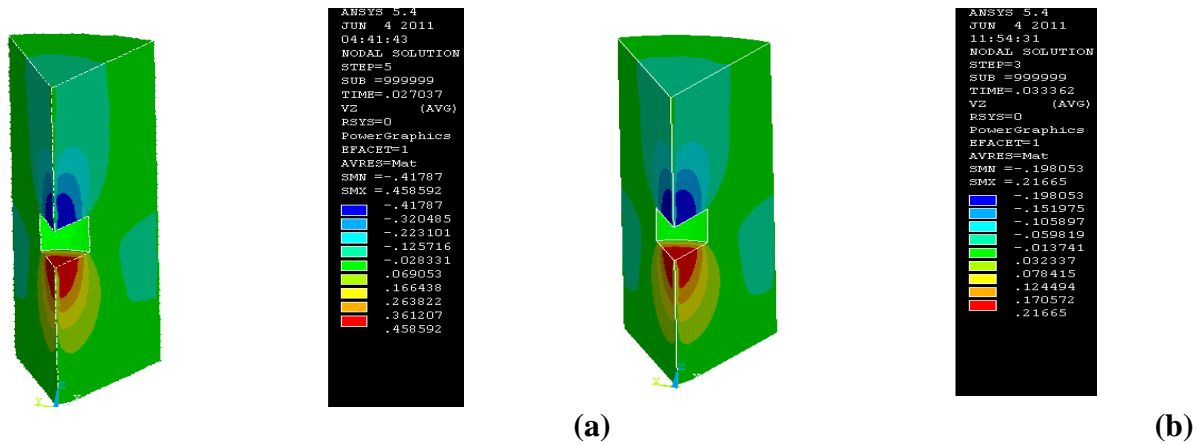 ANSYS 5.4
JUN 4 2011
04:41:43
NODAL SOLUTION
STEP=5
SUB =999999
TIME=.027037
VZ (AVG)
RSYS=0
PowerGraphics
EFACET=1
AVRES=Mat
SMN =-.41787
SMX =.458592
-.41787
-.320485
-.223101
-.125716
-.028331
.069053
.166438
.263822
.361207
.458592
Z
Y
X
(a)
ANSYS 5.4
JUN 4 2011
11:54:31
NODAL SOLUTION
STEP=3
SUB =999999
TIME=.033362
VZ (AVG)
RSYS=0
PowerGraphics
EFACET=1
AVRES=Mat
SMN =-.198053
SMX =.21665
-.198053
-.151975
-.105897
-.059819
-.013741
.032337
.078415
.124494
.170572
.21665
Z
Y
X
(b)